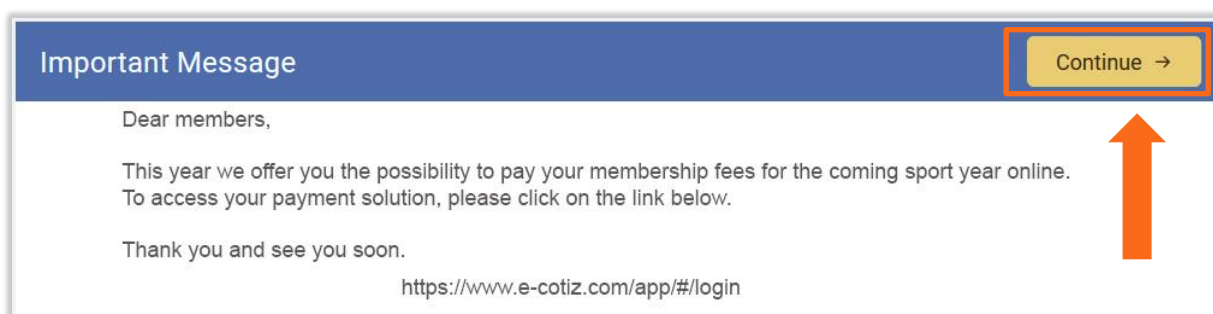 Important Message
Continue →
Dear members,
This year we offer you the possibility to pay your membership fees for the coming sport year online.
To access your payment solution, please click on the link below.
Thank you and see you soon.
https://www.e-cotiz.com/app/#/login